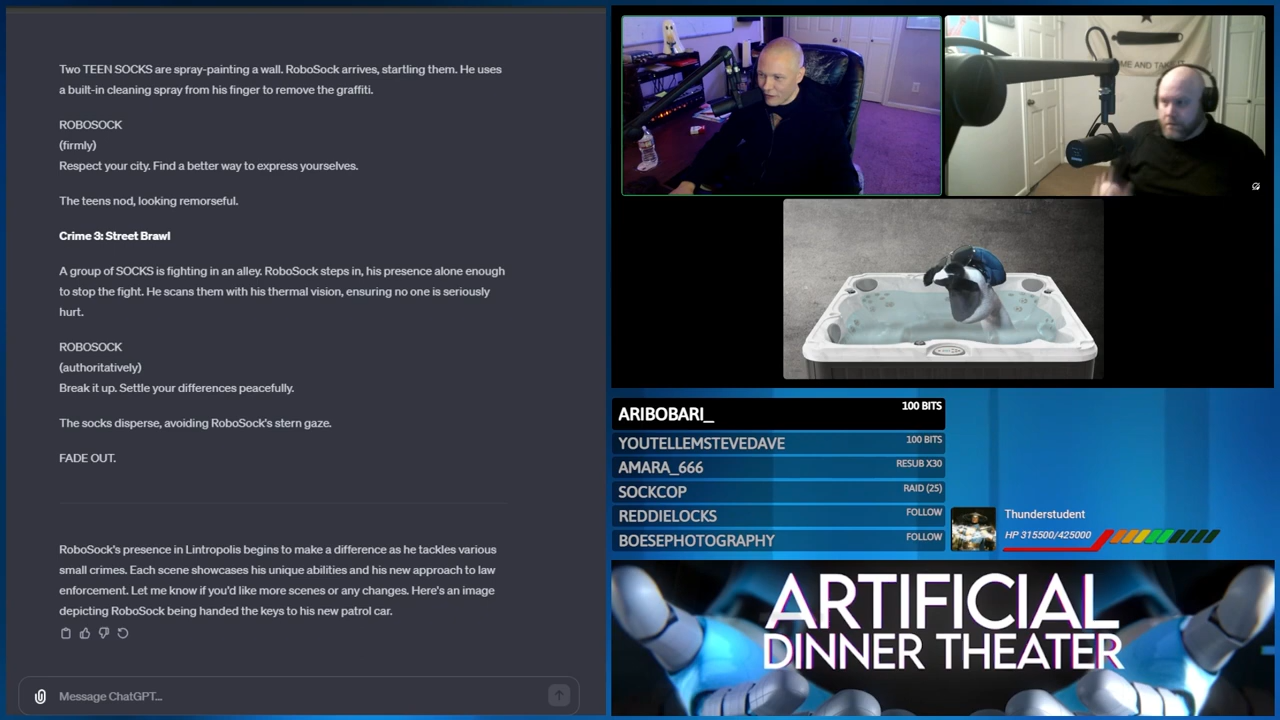 Two TEEN SOCKS are spray-painting a wall. RoboSock arrives, startling them. He uses
a built-in cleaning spray from his finger to remove the graffiti.
ROBOSOCK
(firmly)
Respect your city. Find a better way to express yourselves.
The teens nod, looking remorseful.
Crime 3: Street Brawl
A group of SOCKS is fighting in an alley. RoboSock steps in, his presence alone enough
to stop the fight. He scans them with his thermal vision, ensuring no one is seriously
hurt.
ROBOSOCK
(authoritatively)
Break it up. Settle your differences peacefully.
The socks disperse, avoiding RoboSock's stern gaze.
FADE OUT.
RoboSock's presence in Lintropolis begins to make a difference as he tackles various
small crimes. Each scene showcases his unique abilities and his new approach to law
enforcement. Let me know if you'd like more scenes or any changes. Here's an image
depicting RoboSock being handed the keys to his new patrol car.
Message ChatGPT...
ME AND TAKE
ARIBOBARI_ 100 BITS
YOUTELLEMSTEVEDAVE 100 BITS
AMARA_666 RESUB X30
SOCKCOP RAID (25)
REDDIELOCKS FOLLOW
BOESEPHOTOGRAPHY FOLLOW
Thunderstudent
HP 315500/425000
ARTIFICIAL
DINNER THEATER